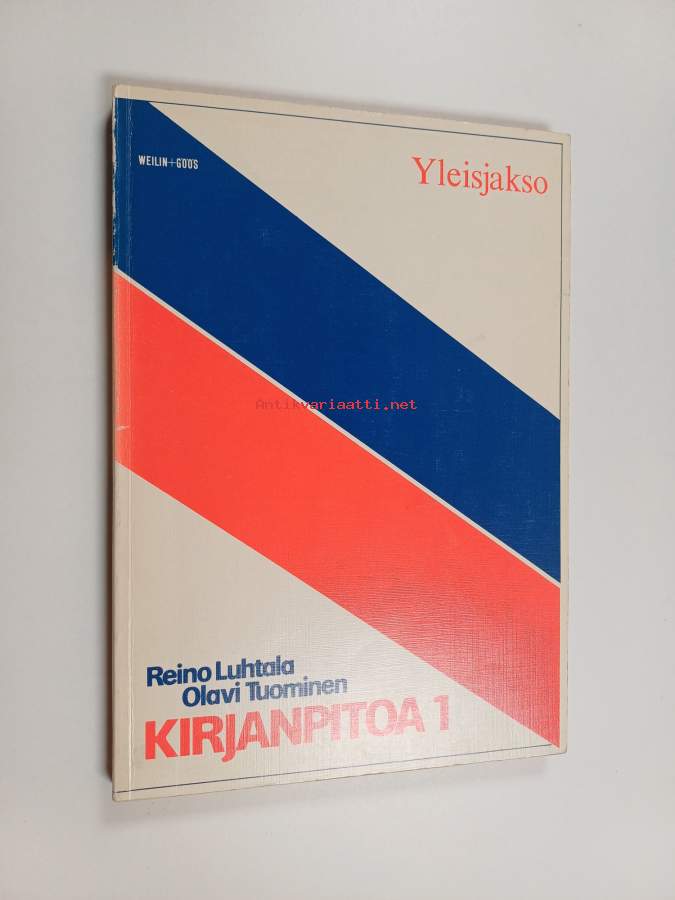 WEILIN+GÖÖS
Yleisjakso
Antikvariaatti.net
Reino Luhtala
Olavi Tuominen
KIRJANPITOA 1